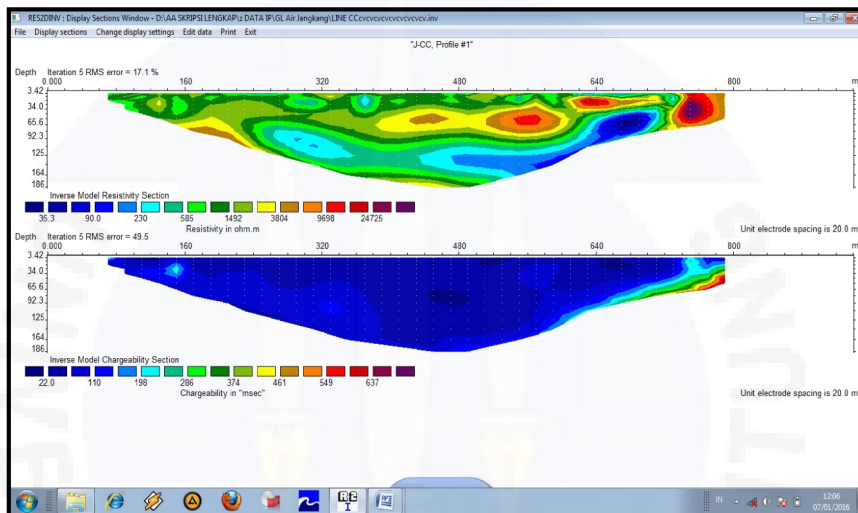 RES2DINV : Display Sections Window - D:\AA SKRIPSI LENGKAP\z DATA IP\GL Air Jangkang\LINE CCcvcvcvcvcvcvcvcvcv.inv
File Display sections Change display settings Edit data Print Exit
"J-CC, Profile #1"
Depth Iteration 5 RMS error = 17.1 %
0.000 160 320 480 640 800 m
3.42
34.0
65.6
92.3
125.
164
186.
Inverse Model Resistivity Section
35.3 90.0 230 585 1492 3804 9698 24725
Resistivity in ohm.m
Unit electrode spacing is 20.0 m
Depth Iteration 5 RMS error = 49.5
0.000 160 320 480 640 800 m
3.42
34.0
65.6
92.3
125.
164
186.
Inverse Model Chargeability Section
22.0 110 198 286 374 461 549 637
Chargeability in "msec"
Unit electrode spacing is 20.0 m
IN 12:06
07/01/2016